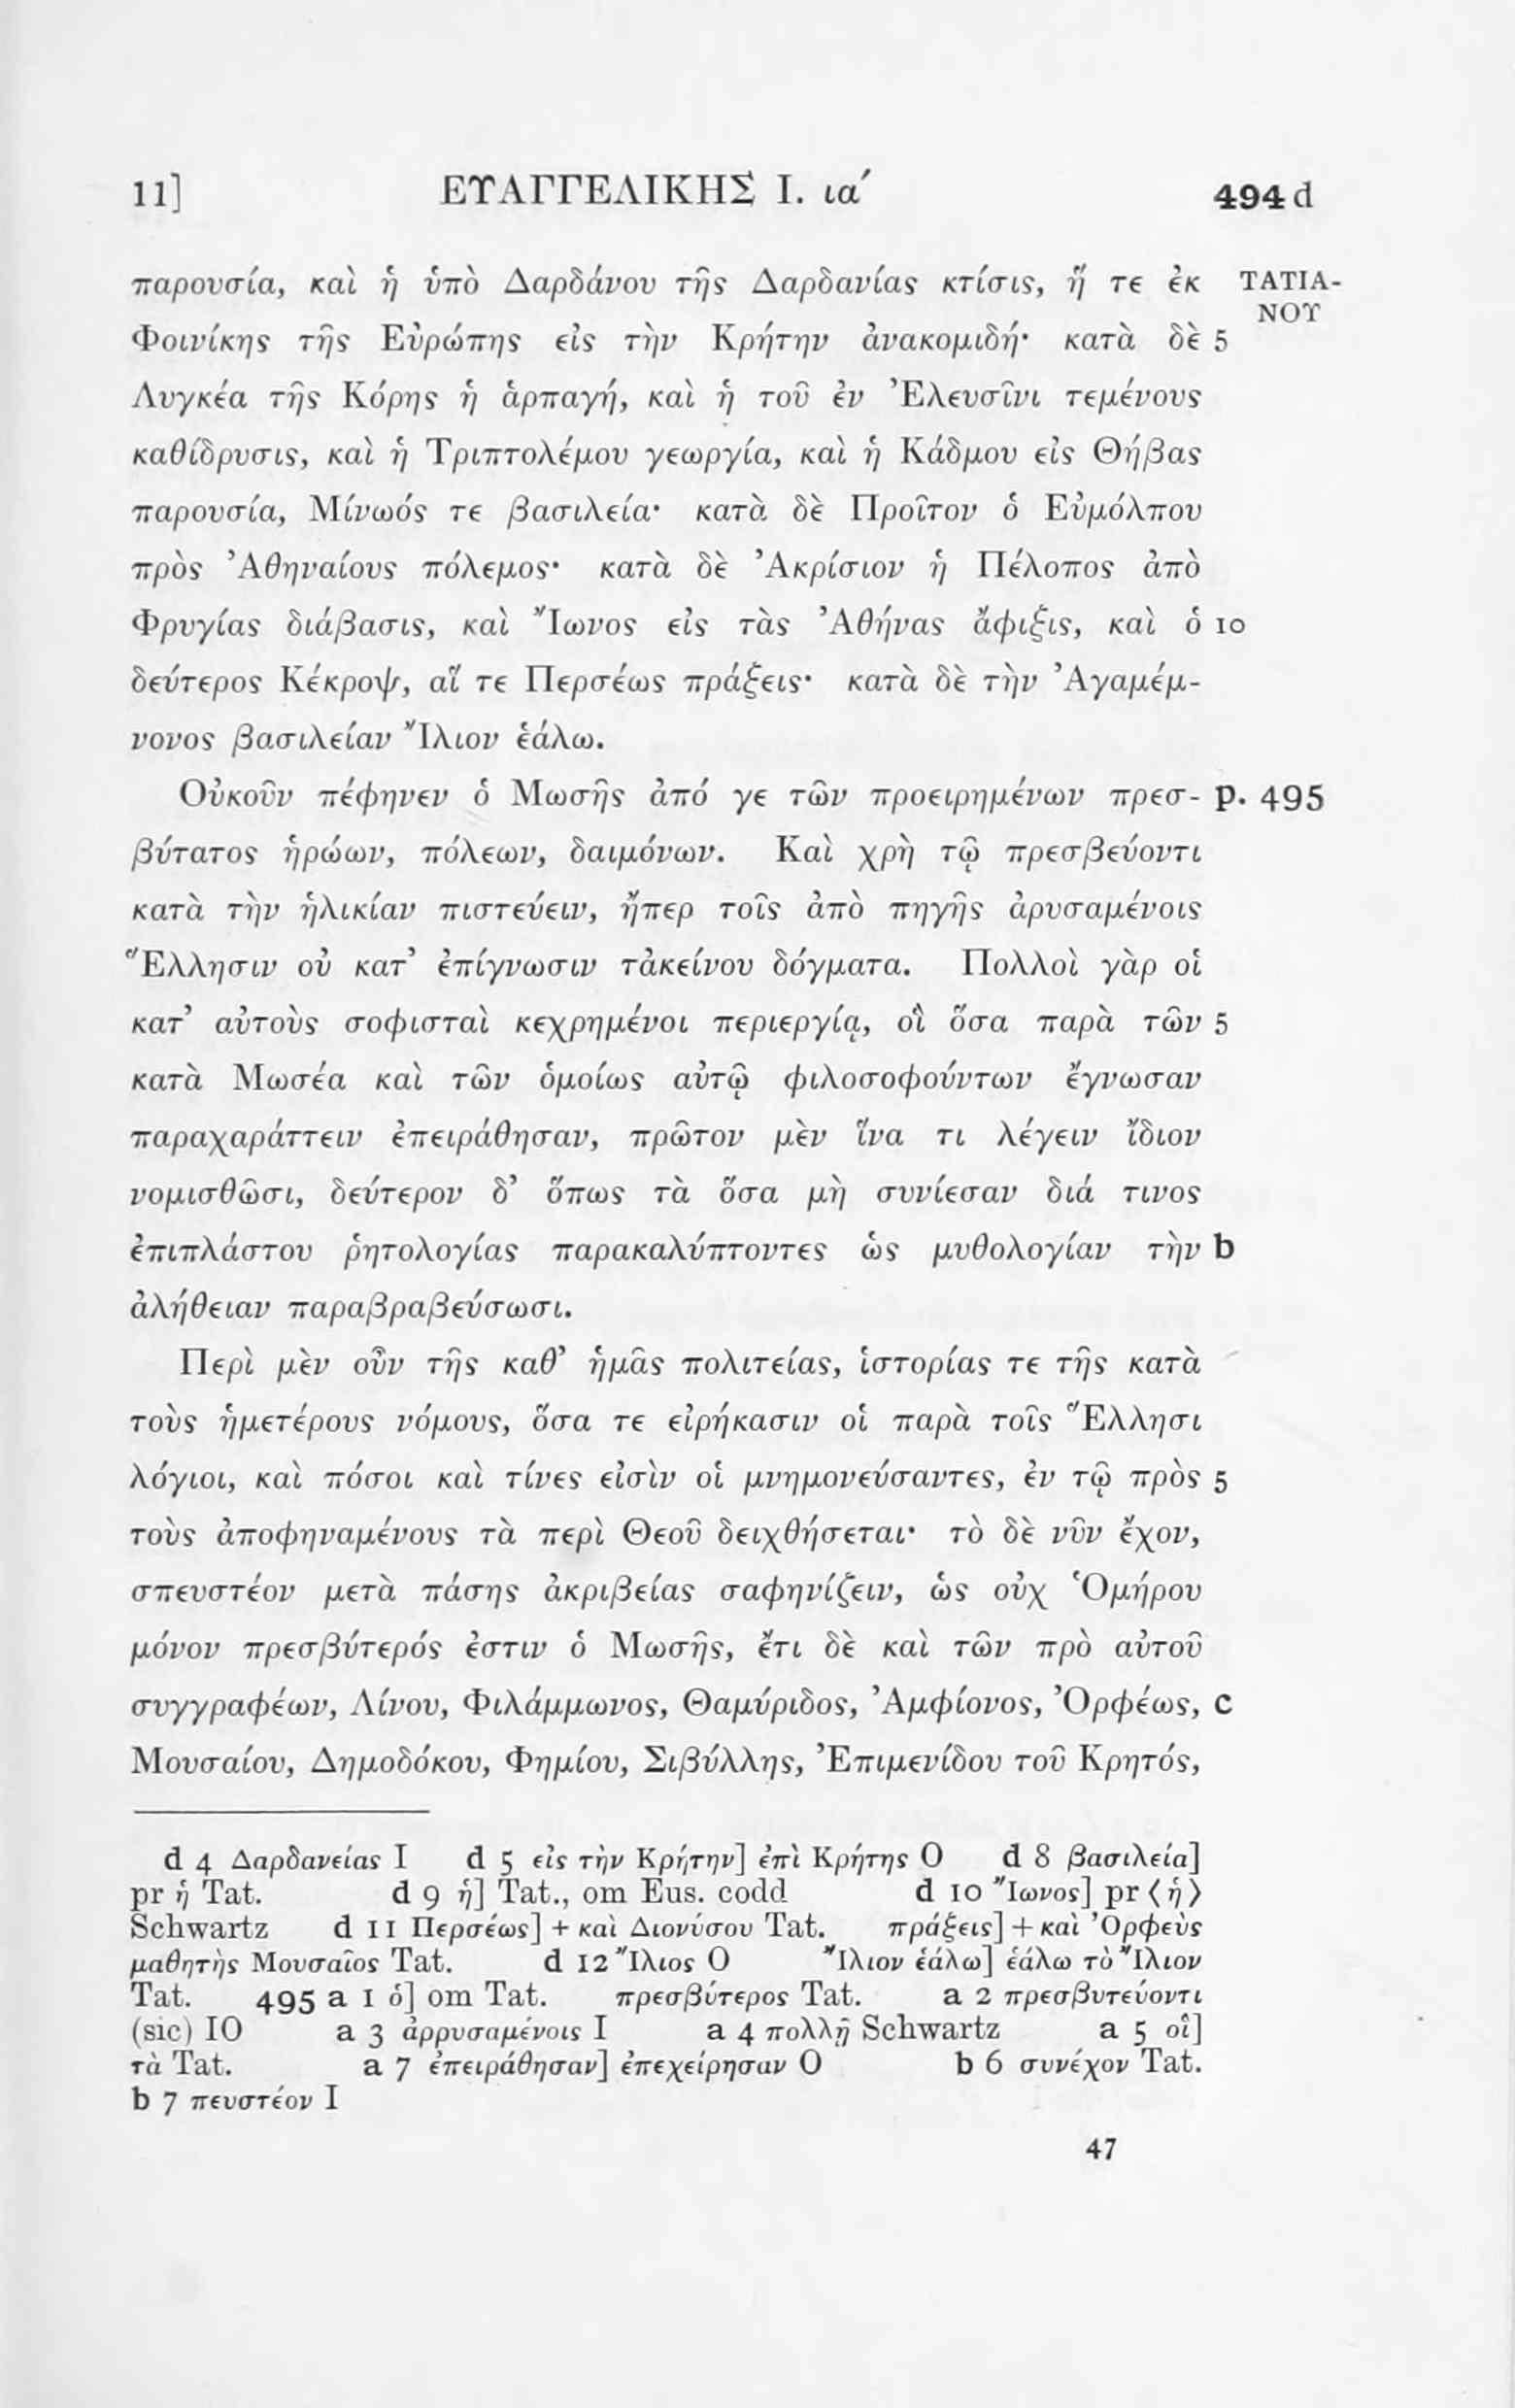 11] ΕΥΑΓΓΕΛΙΚΗΣ Ι. ια΄ 494 d
παρουσία, καὶ ἡ ὑπὸ Δαρδάνου τῆς Δαρδανίας κτίσις, ἥ τε ἐκ ΤΑΤΙΑ-
ΝΟΥ
Φοινίκης τῆς Εὐρώπης εἰς τὴν Κρήτην ἀνακομιδή· κατὰ δὲ 5
Λυγκέα τῆς Κόρης ἡ ἁρπαγή, καὶ ἡ τοῦ ἐν Ἐλευσῖνι τεμένους
καθίδρυσις, καὶ ἡ Τριπτολέμου γεωργία, καὶ ἡ Κάδμου εἰς Θήβας
παρουσία, Μίνωός τε βασιλεία· κατὰ δὲ Προῖτον ὁ Εὐμόλπου
πρὸς Ἀθηναίους πόλεμος· κατὰ δὲ Ἀκρίσιον ἡ Πέλοπος ἀπὸ
Φρυγίας διάβασις, καὶ Ἴωνος εἰς τὰς Ἀθήνας ἄφιξις, καὶ ὁ 10
δεύτερος Κέκροψ, αἵ τε Περσέως πράξεις· κατὰ δὲ τὴν Ἀγαμέμ-
νονος βασιλείαν Ἴλιον ἑάλω.
Οὐκοῦν πέφηνεν ὁ Μωσῆς ἀπό γε τῶν προειρημένων πρεσ- p. 495
βύτατος ἡρώων, πόλεων, δαιμόνων. Καὶ χρὴ τῷ πρεσβεύοντι
κατὰ τὴν ἡλικίαν πιστεύειν, ἤπερ τοῖς ἀπὸ πηγῆς ἀρυσαμένοις
Ἕλλησιν οὐ κατ’ ἐπίγνωσιν τἀκείνου δόγματα. Πολλοὶ γὰρ οἱ
κατ’ αὐτοὺς σοφισταὶ κεχρημένοι περιεργίᾳ, οἳ ὅσα παρὰ τῶν 5
κατὰ Μωσέα καὶ τῶν ὁμοίως αὐτῷ φιλοσοφούντων ἔγνωσαν
παραχαράττειν ἐπειράθησαν, πρῶτον μὲν ἵνα τι λέγειν ἴδιον
νομισθῶσι, δεύτερον δ’ ὅπως τὰ ὅσα μὴ συνίεσαν διά τινος
ἐπιπλάστου ῥητολογίας παρακαλύπτοντες ὡς μυθολογίαν τὴν b
ἀλήθειαν παραβραβεύσωσι.
Περὶ μὲν οὖν τῆς καθ’ ἡμᾶς πολιτείας, ἱστορίας τε τῆς κατὰ
τοὺς ἡμετέρους νόμους, ὅσα τε εἰρήκασιν οἱ παρὰ τοῖς Ἕλλησι
λόγιοι, καὶ πόσοι καὶ τίνες εἰσὶν οἱ μνημονεύσαντες, ἐν τῷ πρὸς 5
τοὺς ἀποφηναμένους τὰ περὶ Θεοῦ δειχθήσεται· τὸ δὲ νῦν ἔχον,
σπευστέον μετὰ πάσης ἀκριβείας σαφηνίζειν, ὡς οὐχ Ὁμήρου
μόνον πρεσβύτερός ἐστιν ὁ Μωσῆς, ἔτι δὲ καὶ τῶν πρὸ αὐτοῦ
συγγραφέων, Λίνου, Φιλάμμωνος, Θαμύριδος, Ἀμφίονος, Ὀρφέως, c
Μουσαίου, Δημοδόκου, Φημίου, Σιβύλλης, Ἐπιμενίδου τοῦ Κρητός,
d 4 Δαρδανείας I d 5 εἰς τὴν Κρήτην] ἐπὶ Κρήτης O d 8 βασιλεία]
pr ἡ Tat. d 9 ἡ] Tat., om Eus. codd d 10 Ἴωνος] pr ⟨ἡ⟩
Schwartz d 11 Περσέως] + καὶ Διονύσου Tat. πράξεις] + καὶ Ὀρφεὺς
μαθητὴς Μουσαῖος Tat. d 12 Ἴλιος O Ἴλιον ἑάλω] ἑάλω τὸ Ἴλιον
Tat. 495 a 1 ὁ] om Tat. πρεσβύτερος Tat. a 2 πρεσβυτεύοντι
(sic) IO a 3 ἀρρυσαμένοις I a 4 πολλῇ Schwartz a 5 οἳ]
τὰ Tat. a 7 ἐπειράθησαν] ἐπεχείρησαν O b 6 συνέχον Tat.
b 7 πευστέον I
47